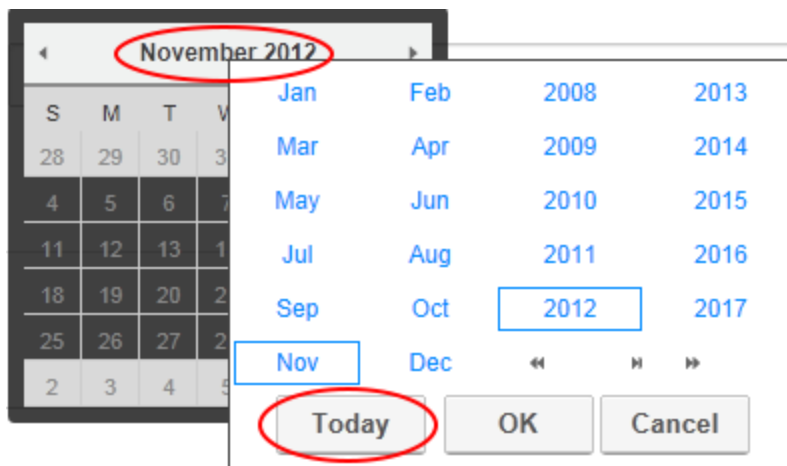 November 2012
S M T
28 29 30
4 5 6
11 12 13
18 19 20
25 26 27
2 3 4
Jan Feb 2008 2013
Mar Apr 2009 2014
May Jun 2010 2015
Jul Aug 2011 2016
Sep Oct 2012 2017
Nov Dec
Today OK Cancel